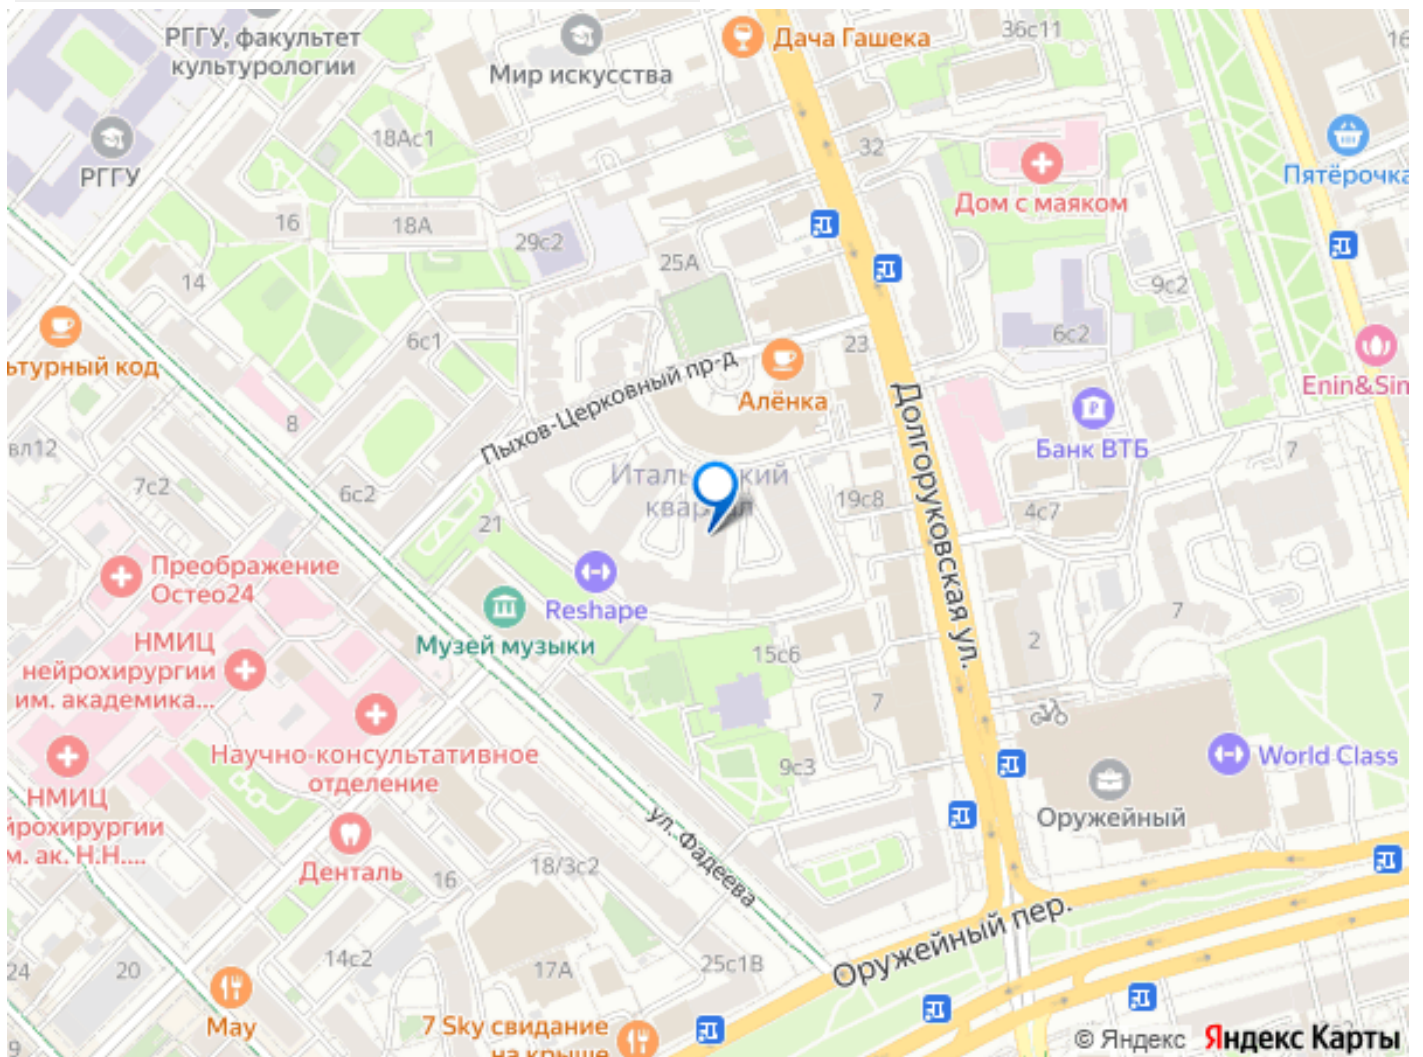 РГГУ, факультет
культурологии
Мир искусства
Дача Гашека
36с11
16
18Ас1
32
Пятёрочка
РГГУ
Дом с маяком
16
18А
29с2
25А
14
9с2
6с1
6с2
23
ьтурный код
Пыхов-Церковный пр-д
Алёнка
Enin&Sin
8
Долгоруковская ул.
Банк ВТБ
вл12
7
7с2
6с2
Итальянский
квартал
19с8
4с7
21
Преображение
Остео24
Reshape
7
НМИЦ
нейрохирургии
им. академика...
Музей музыки
15с6
2
7
Научно-консультативное
отделение
9с3
World Class
НМИЦ
йрохирургии
м. ак. Н.Н....
Оружейный
ул. Фадеева
Денталь
16
18/3с2
Оружейный пер.
24
20
14с2
17А
25с1В
May
7 Sky свидание
на крыше
9
© Яндекс Яндекс Карты